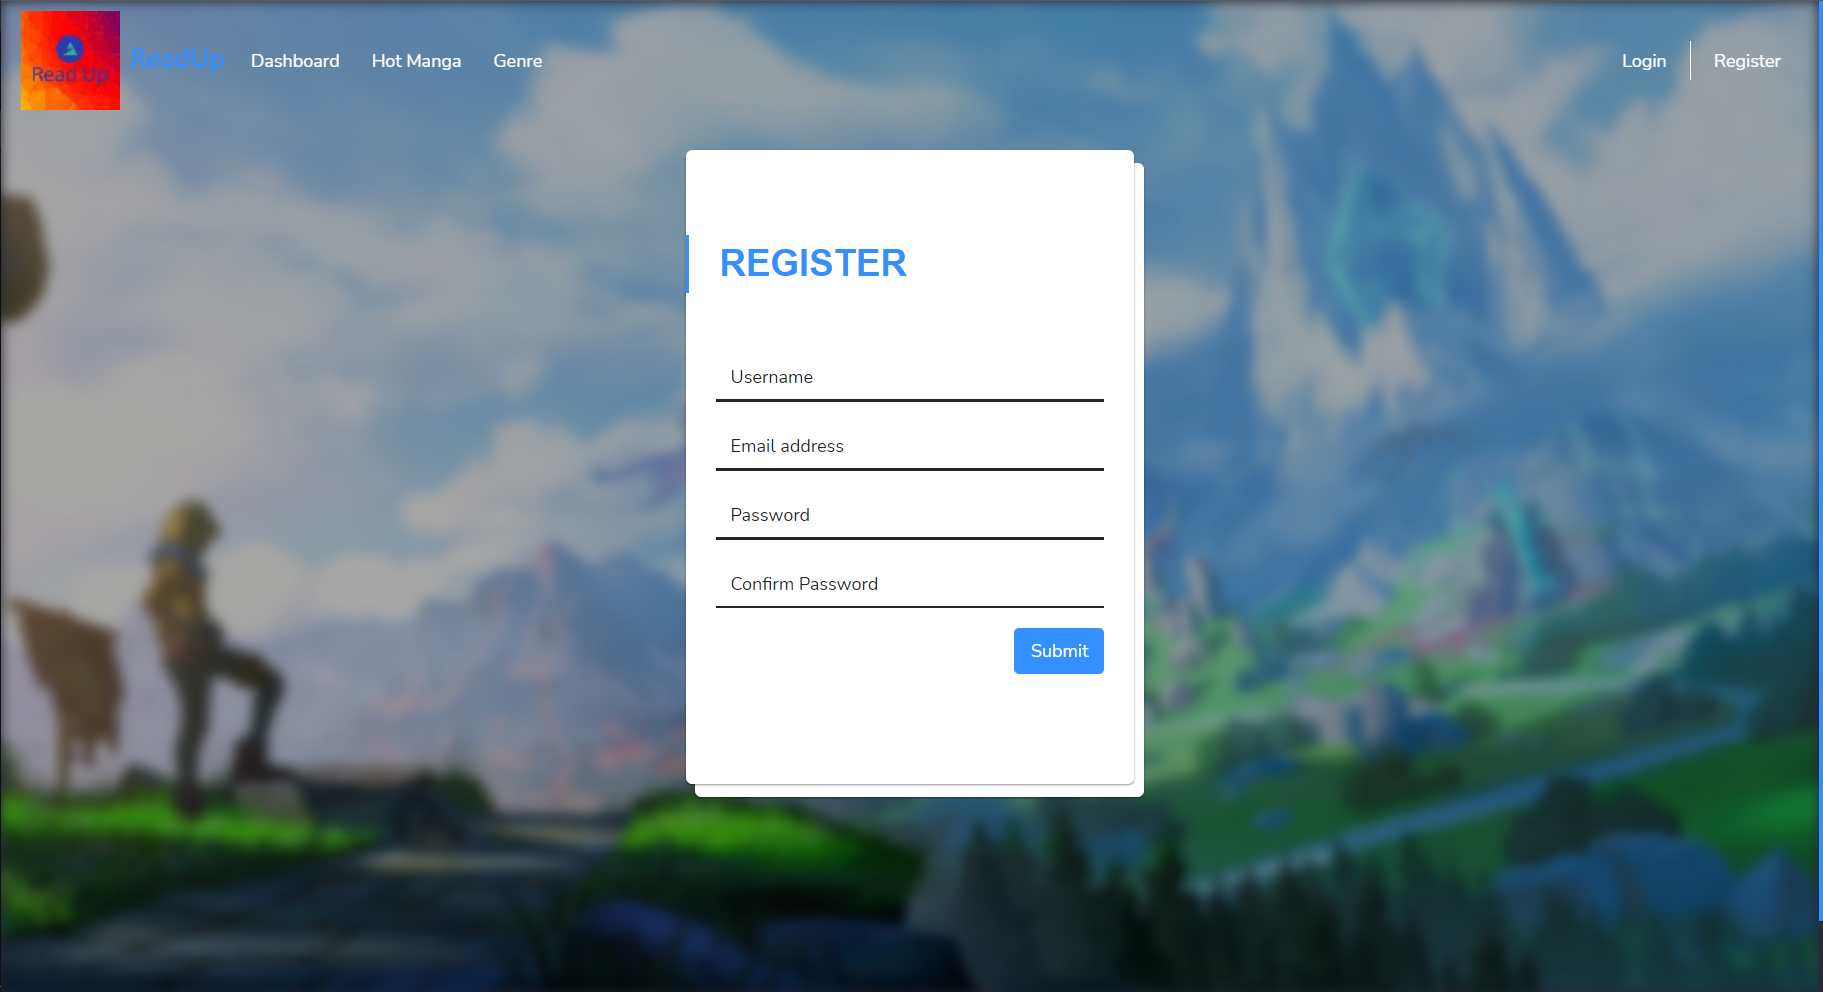 Read Up
ReadUp Dashboard Hot Manga Genre Login Register
REGISTER
Username
Email address
Password
Confirm Password
Submit